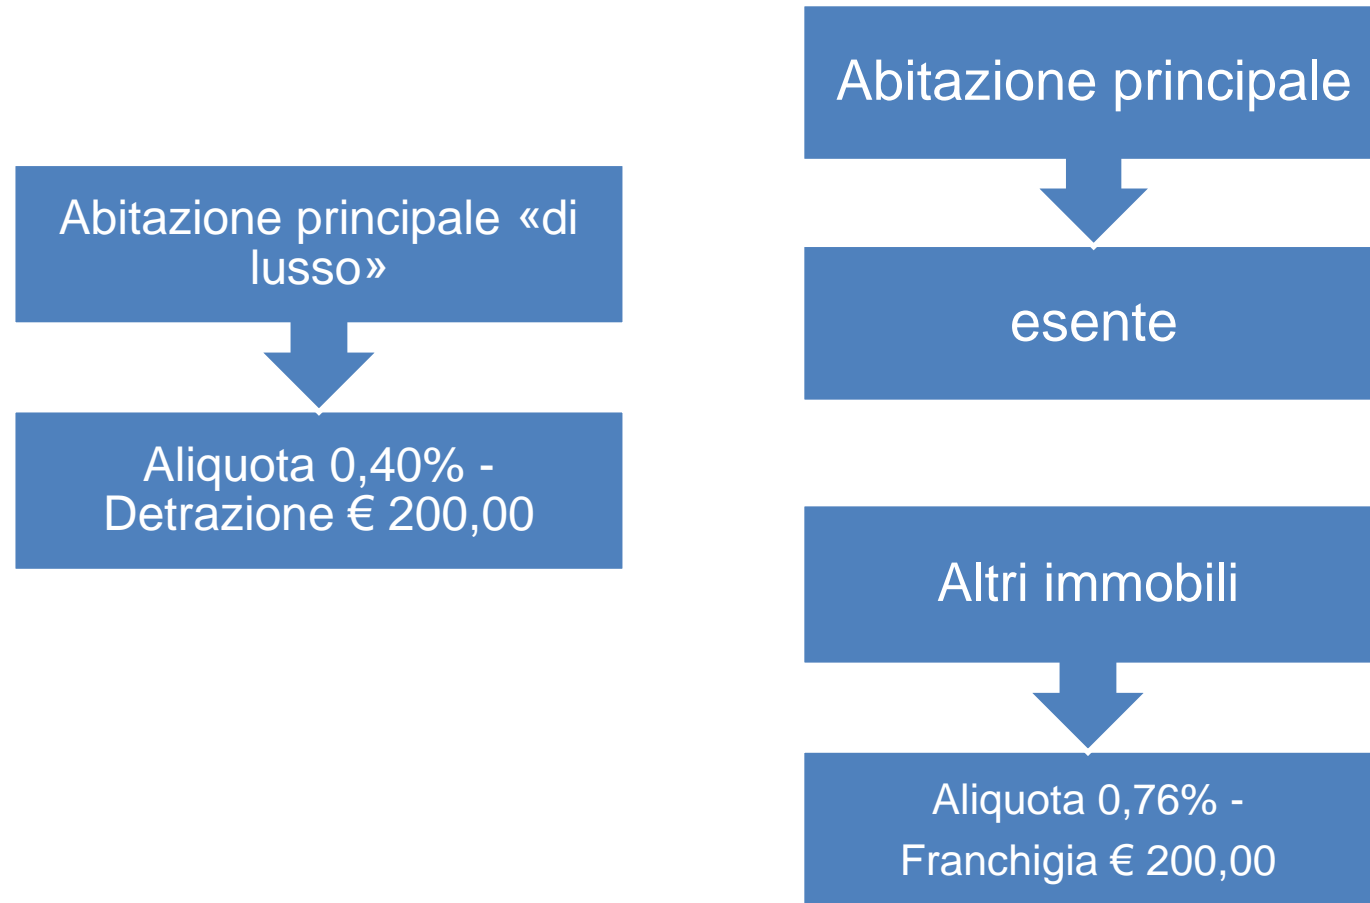 Abitazione principale «di
lusso»
Aliquota 0,40% -
Detrazione € 200,00
Abitazione principale
esente
Altri immobili
Aliquota 0,76% -
Franchigia € 200,00